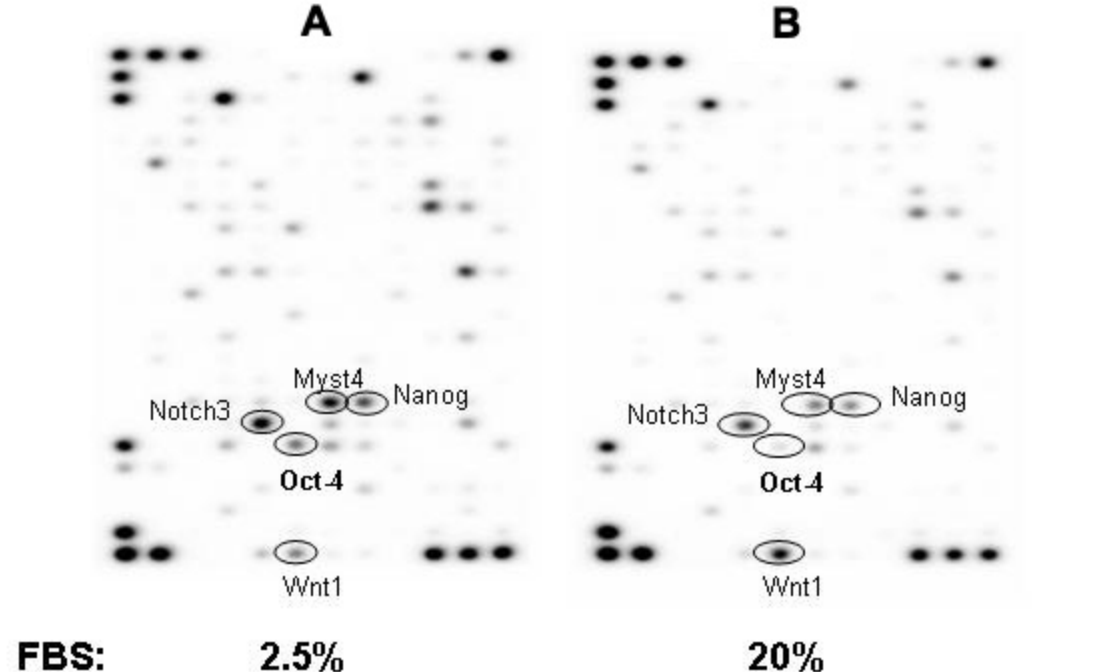 A B
Myst4 Nanog Myst4 Nanog
Notch3 Notch3
Oct-4 Oct-4
Wnt1 Wnt1
FBS: 2.5% 20%